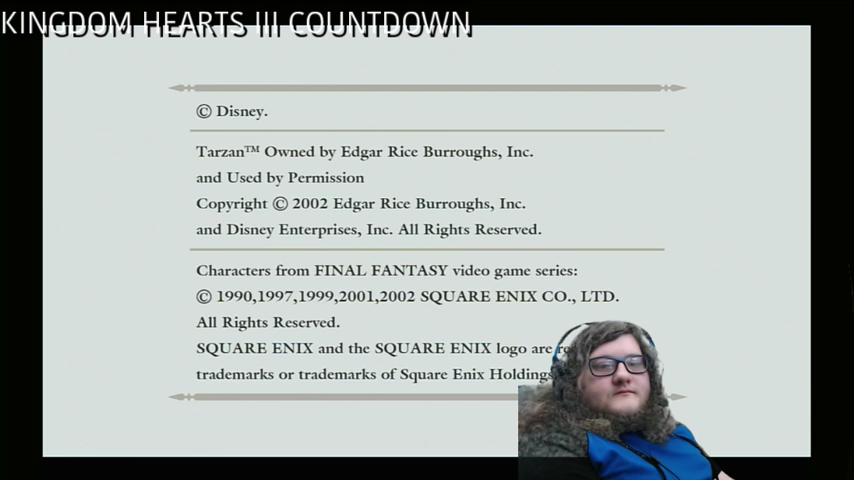 KINGDOM HEARTS III COUNTDOWN
© Disney.
Tarzan™ Owned by Edgar Rice Burroughs, Inc.
and Used by Permission
Copyright © 2002 Edgar Rice Burroughs, Inc.
and Disney Enterprises, Inc. All Rights Reserved.
Characters from FINAL FANTASY video game series:
© 1990,1997,1999,2001,2002 SQUARE ENIX CO., LTD.
All Rights Reserved.
SQUARE ENIX and the SQUARE ENIX logo are
trademarks or trademarks of Square Enix Holdings